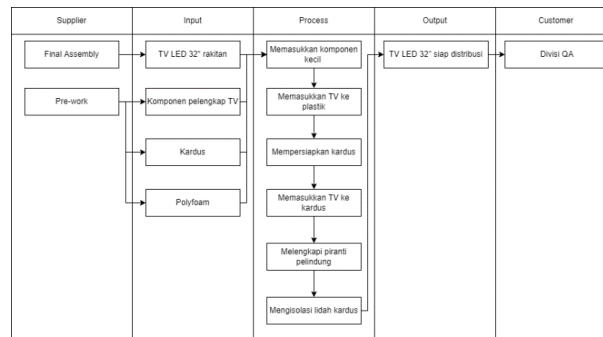 Supplier
Input
Process
Output
Customer
Final Assembly
TV LED 32" rakitan
Memasukkan komponen
kecil
TV LED 32" siap distribusi
Divisi QA
Pre-work
Komponen pelengkap TV
Memasukkan TV ke
plastik
Kardus
Mempersiapkan kardus
Polyfoam
Memasukkan TV ke
kardus
Melengkapi piranti
pelindung
Mengisolasi lidah kardus